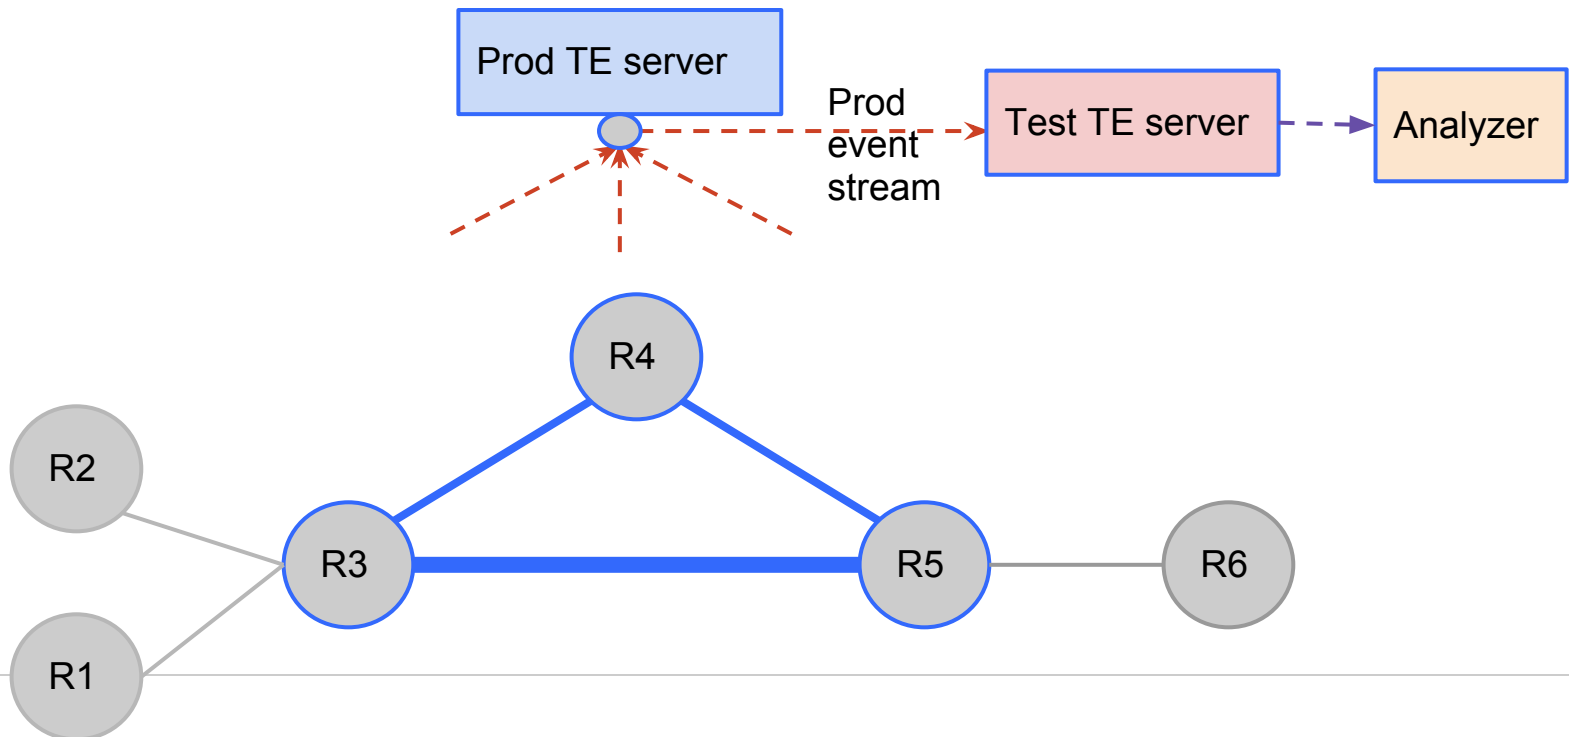 Prod TE server
Prod
event
stream
Test TE server
Analyzer
R4
R2
R3
R5
R6
R1